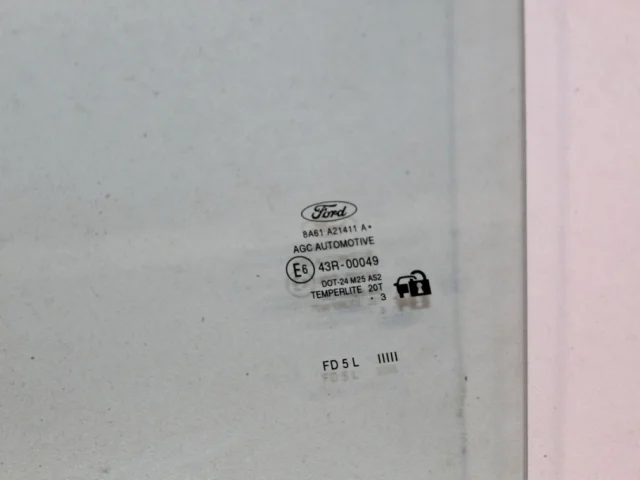 Ford
8A61 A21411 A•
AGC AUTOMOTIVE
E6 43R-00049
DOT-24 M25 AS2
TEMPERLITE 20T
· 3
FD 5 L IIIII